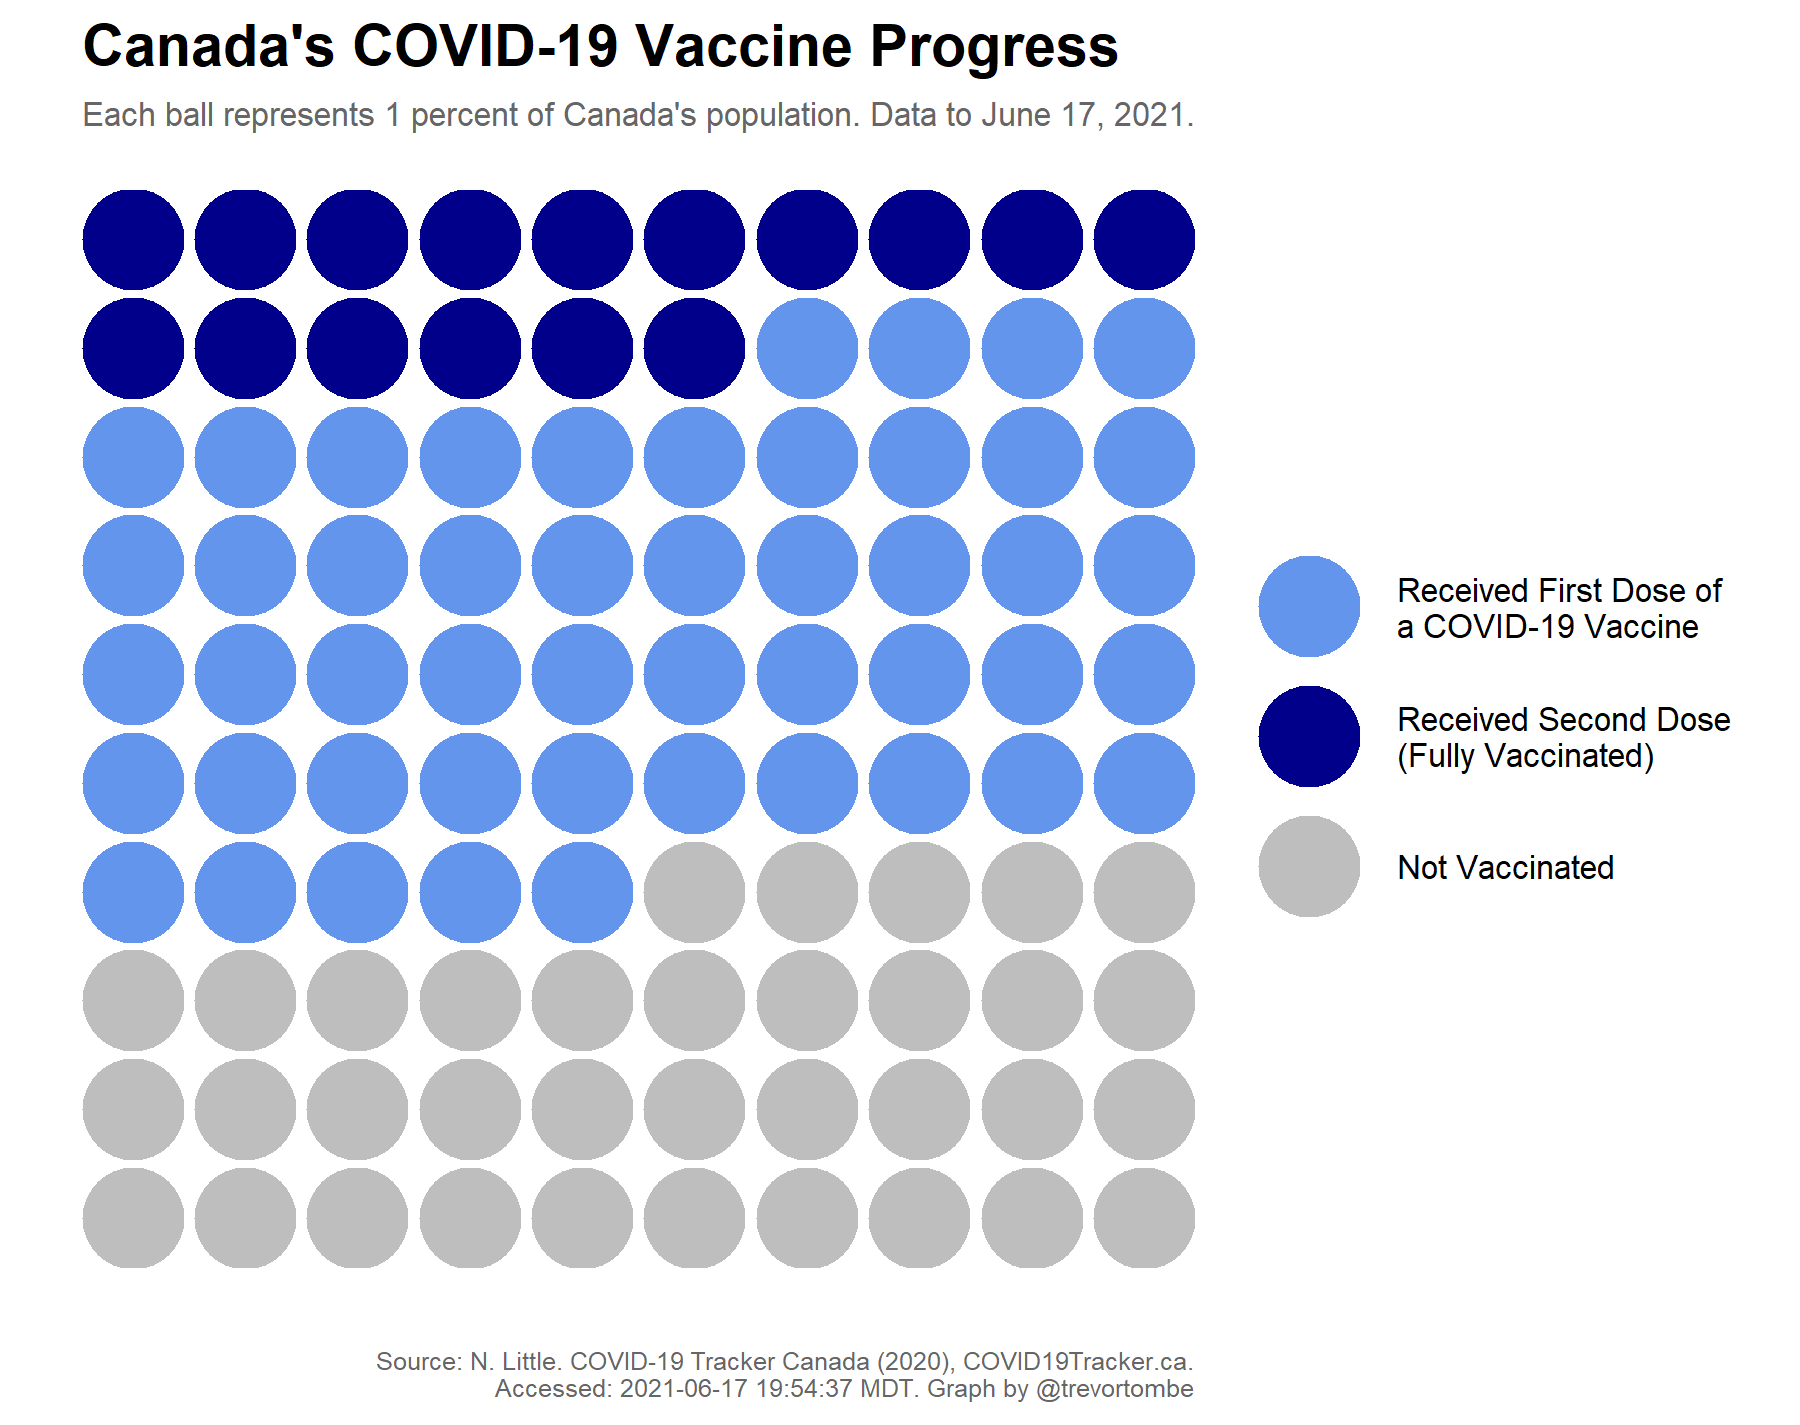 Canada's COVID-19 Vaccine Progress
Each ball represents 1 percent of Canada's population. Data to June 17, 2021.
Received First Dose of
a COVID-19 Vaccine
Received Second Dose
(Fully Vaccinated)
Not Vaccinated
Source: N. Little. COVID-19 Tracker Canada (2020), COVID19Tracker.ca.
Accessed: 2021-06-17 19:54:37 MDT. Graph by @trevortombe